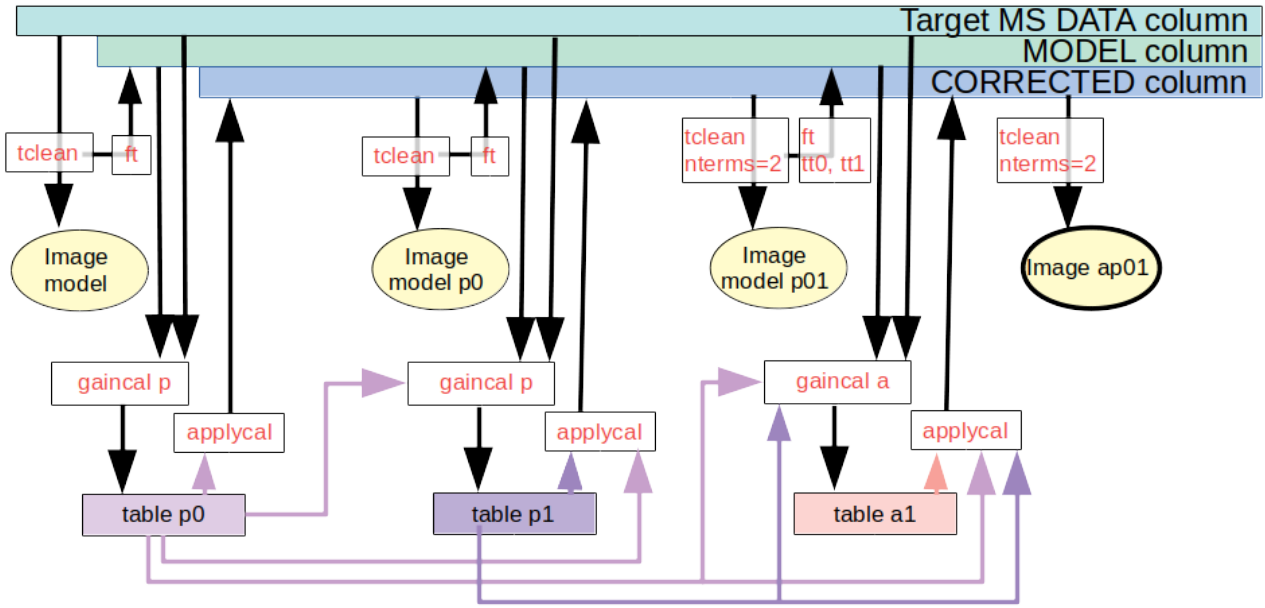 Target MS DATA column
MODEL column
CORRECTED column
tclean
ft
tclean
ft
tclean
nterms=2
ft
tt0, tt1
tclean
nterms=2
Image
model
Image
model p0
Image
model p01
Image ap01
gaincal p
gaincal p
gaincal a
applycal
applycal
applycal
table p0
table p1
table a1